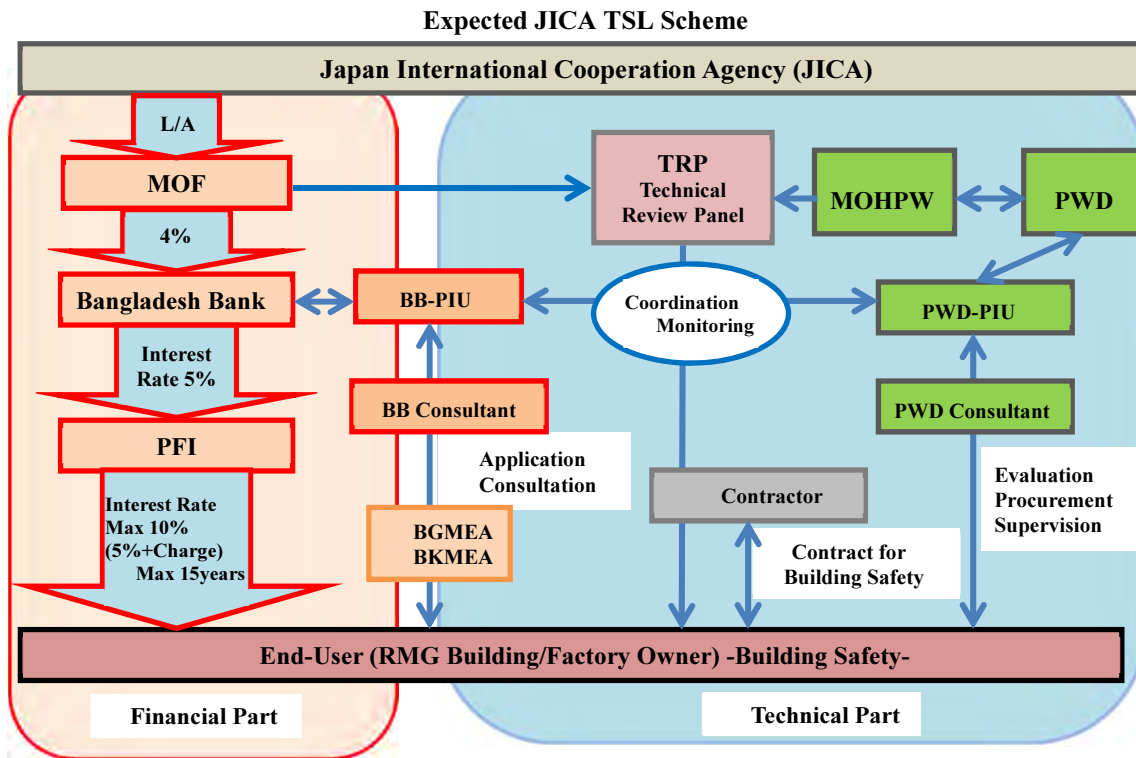 Expected JICA TSL Scheme
Japan International Cooperation Agency (JICA)
L/A
MOF
4%
Bangladesh Bank
Interest
Rate 5%
PFI
Interest Rate
Max 10%
(5%+Charge)
Max 15years
BB-PIU
BB Consultant
Application
Consultation
BGMEA
BKMEA
TRP
Technical
Review Panel
MOHPW
PWD
Coordination
Monitoring
PWD-PIU
PWD Consultant
Evaluation
Procurement
Supervision
Contractor
Contract for
Building Safety
End-User (RMG Building/Factory Owner) -Building Safety-
Financial Part
Technical Part